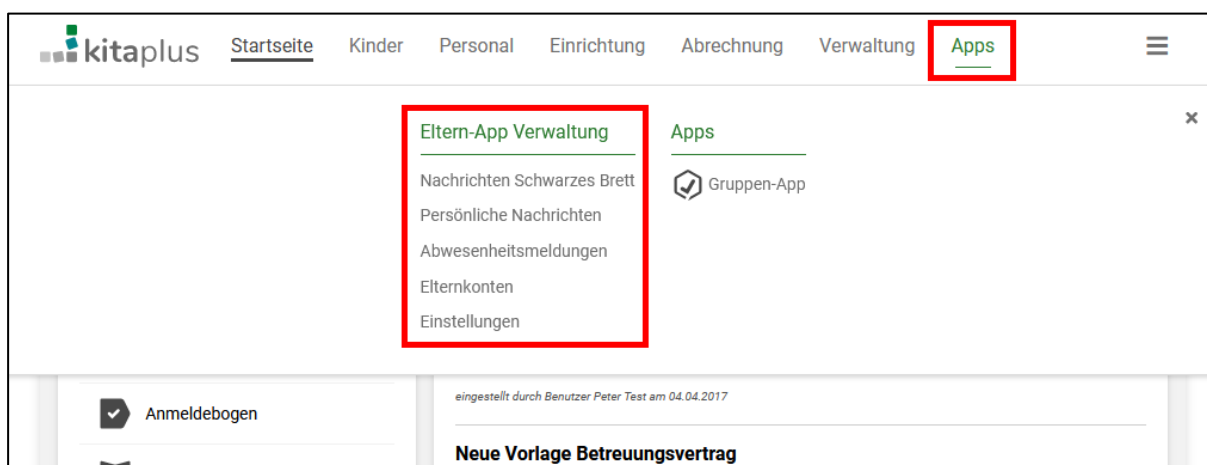 kitaplus Startseite Kinder Personal Einrichtung Abrechnung Verwaltung Apps
Eltern-App Verwaltung
Nachrichten Schwarzes Brett
Persönliche Nachrichten
Abwesenheitsmeldungen
Elternkonten
Einstellungen
Apps
Gruppen-App
Anmeldebogen
eingestellt durch Benutzer Peter Test am 04.04.2017
Neue Vorlage Betreuungsvertrag